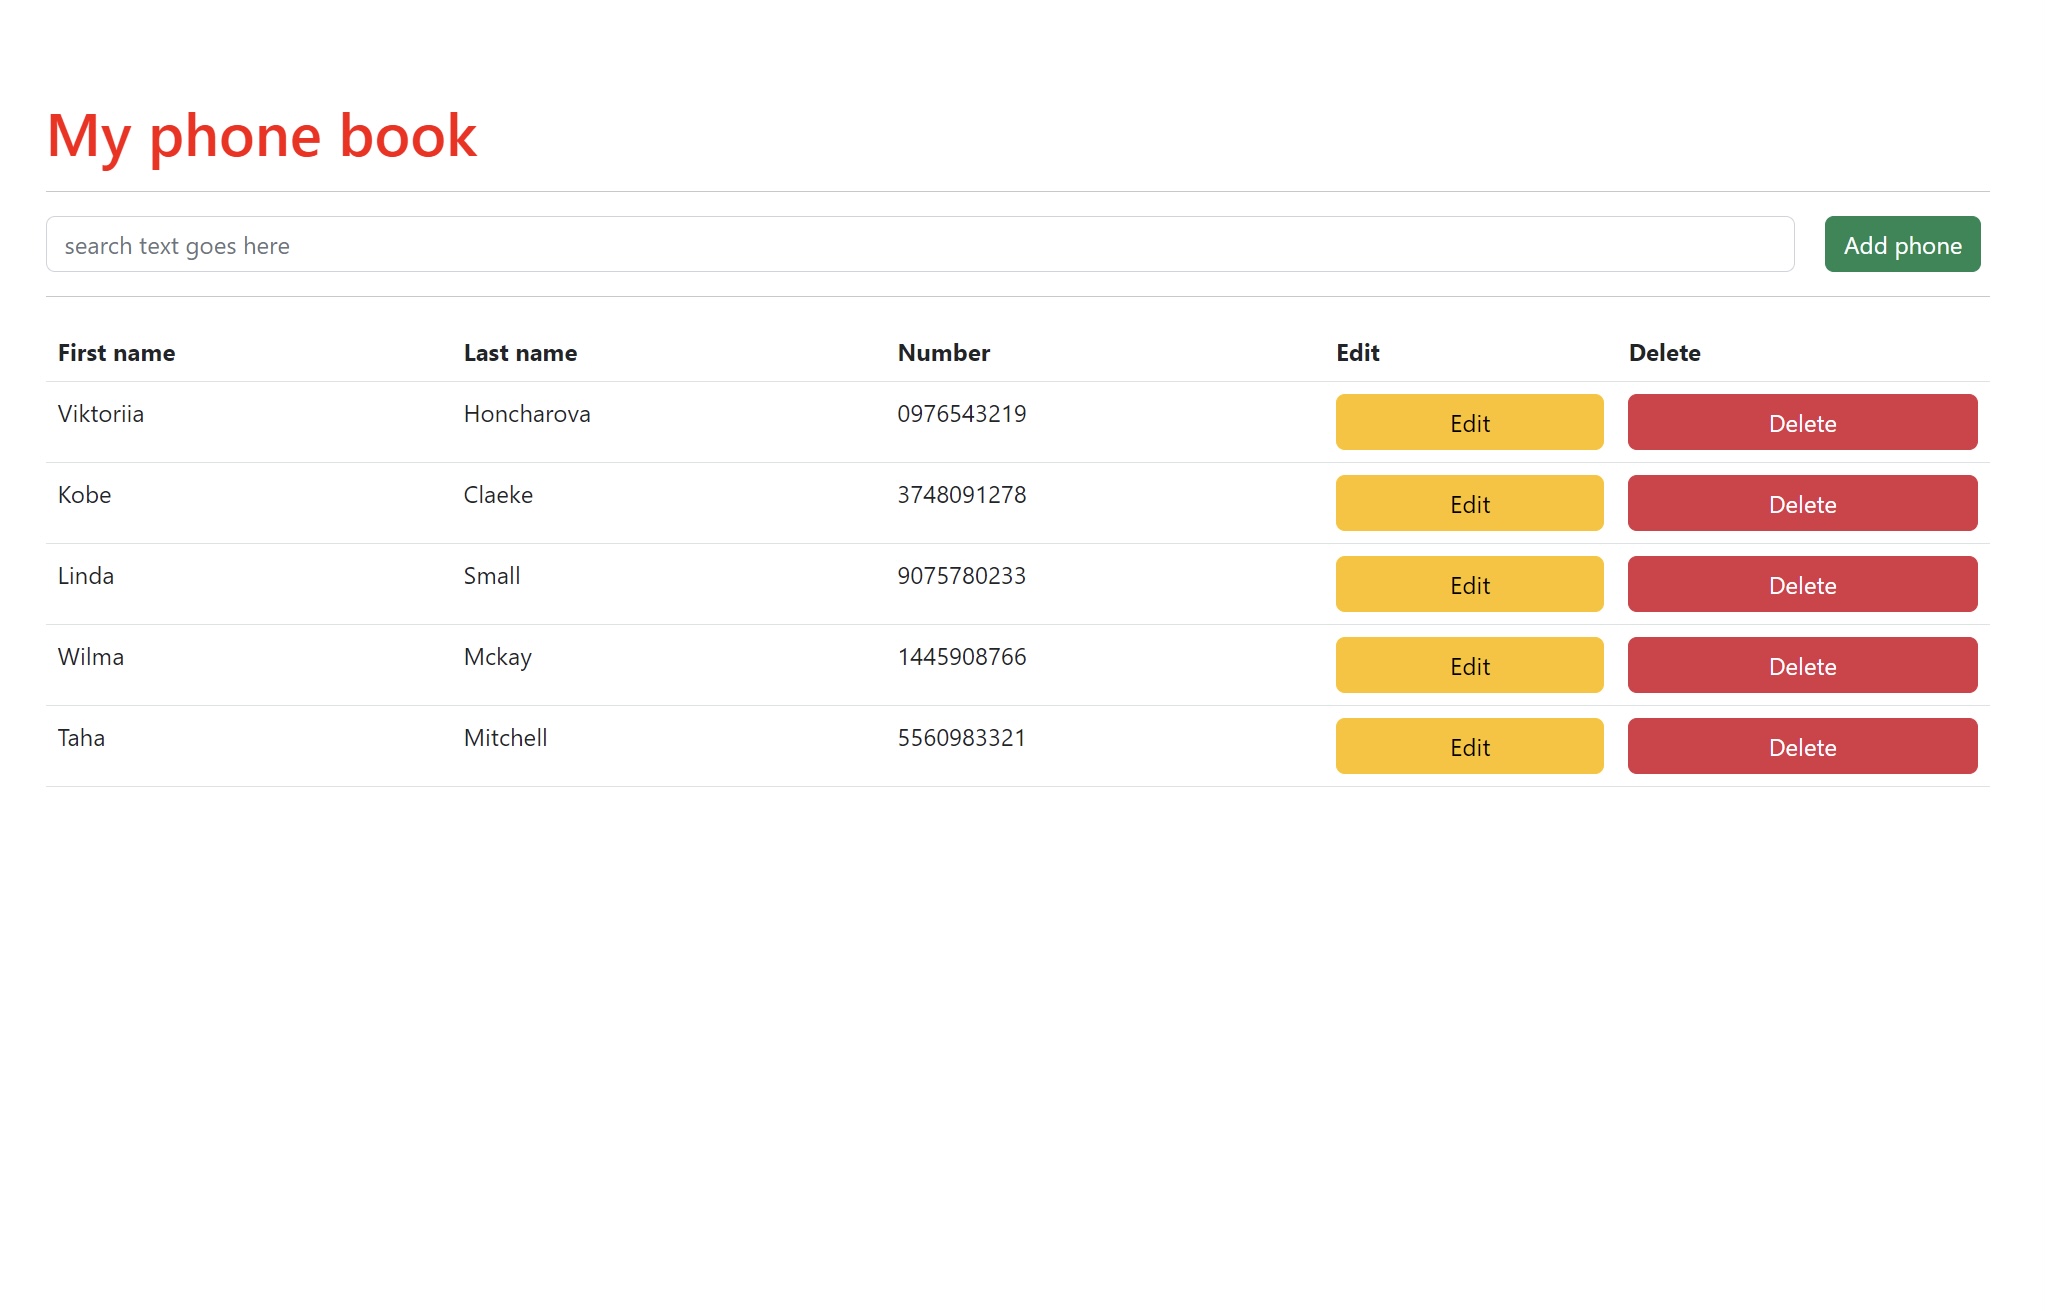 My phone book
search text goes here Add phone
First name Last name Number Edit Delete
Viktoriia Honcharova 0976543219 Edit Delete
Kobe Claeke 3748091278 Edit Delete
Linda Small 9075780233 Edit Delete
Wilma Mckay 1445908766 Edit Delete
Taha Mitchell 5560983321 Edit Delete